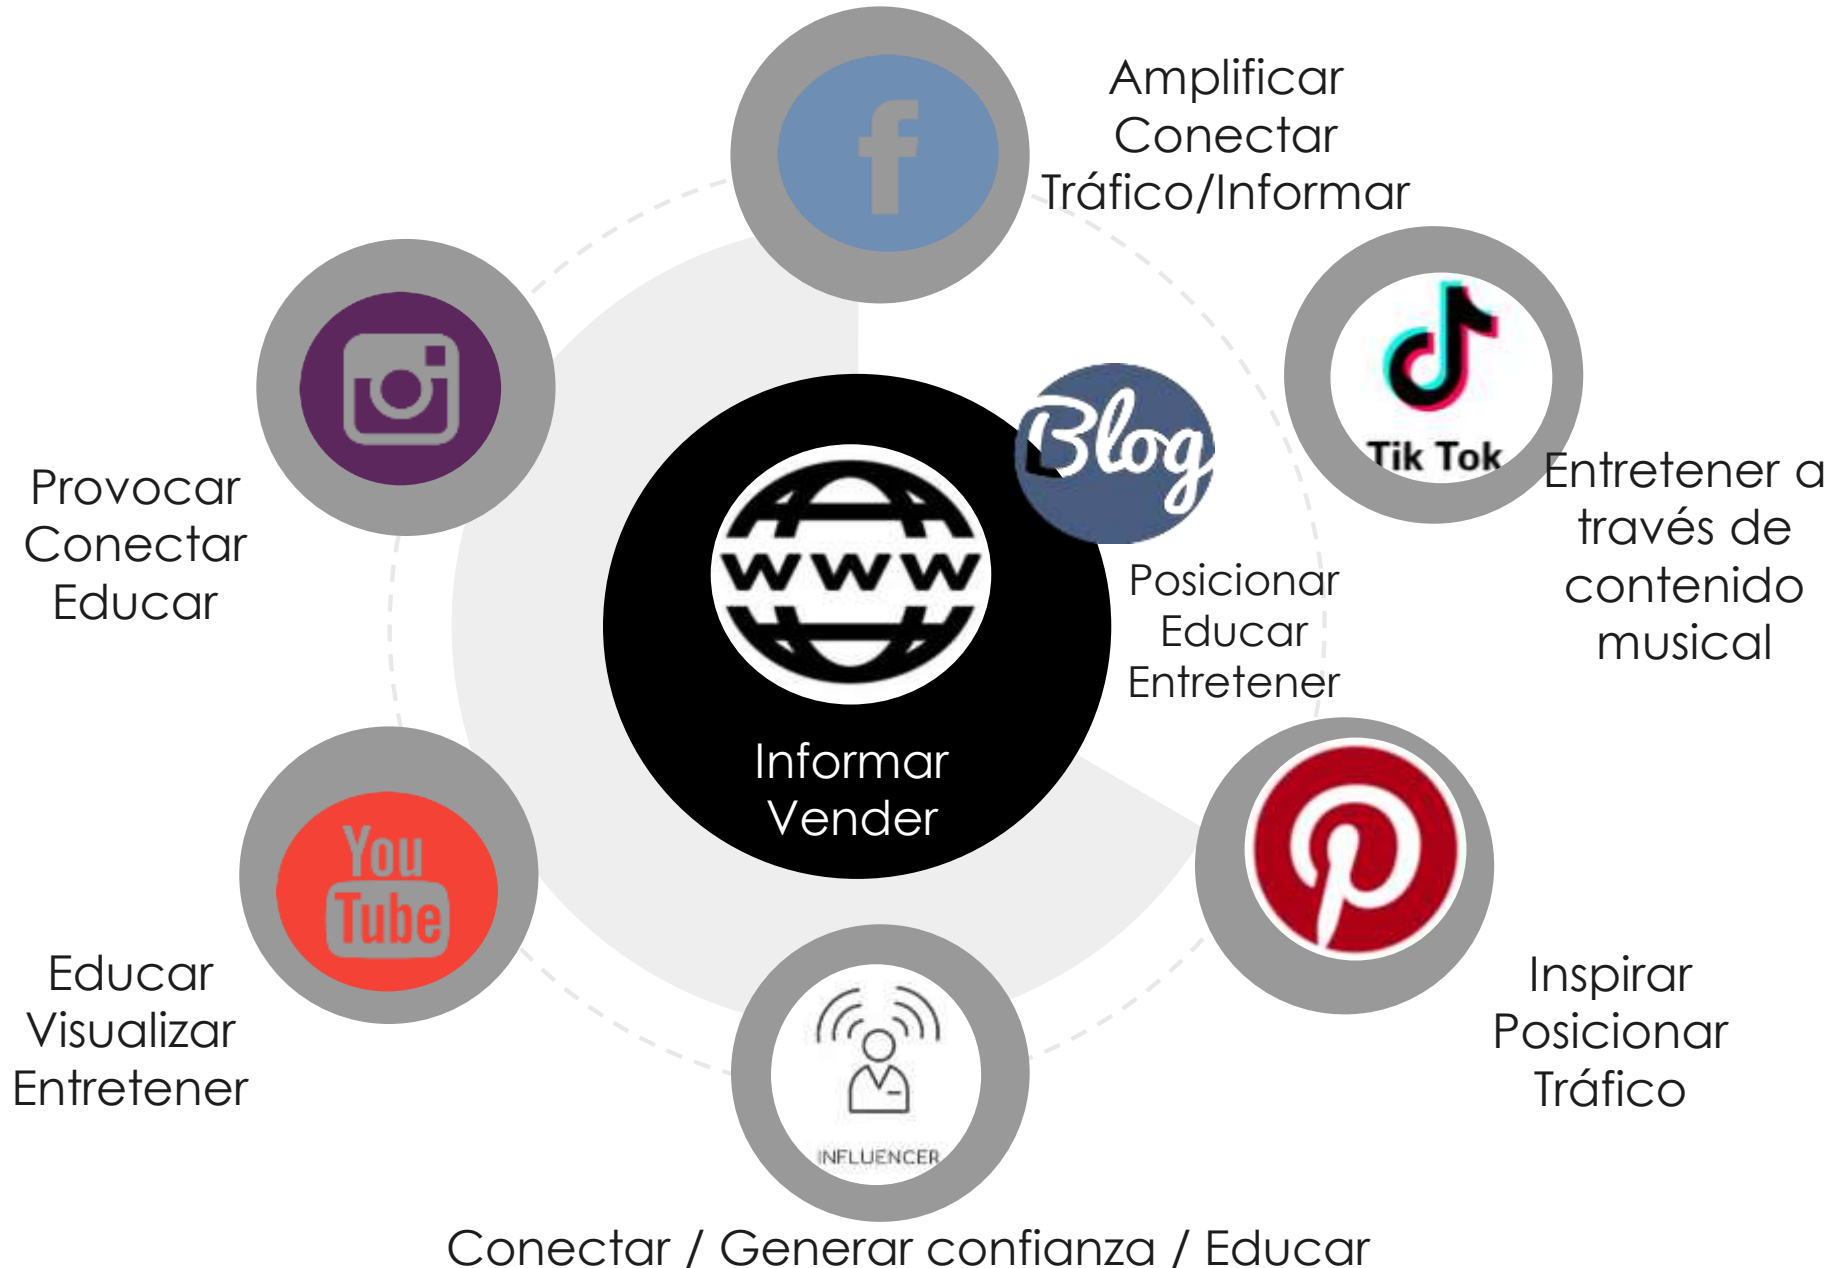 f
Amplificar
Conectar
Tráfico/Informar
Tik Tok
Entretener a
través de
contenido
musical
Blog
Posicionar
Educar
Entretener
www
Informar
Vender
Provocar
Conectar
Educar
You
Tube
Educar
Visualizar
Entretener
Inspirar
Posicionar
Tráfico
INFLUENCER
Conectar / Generar confianza / Educar